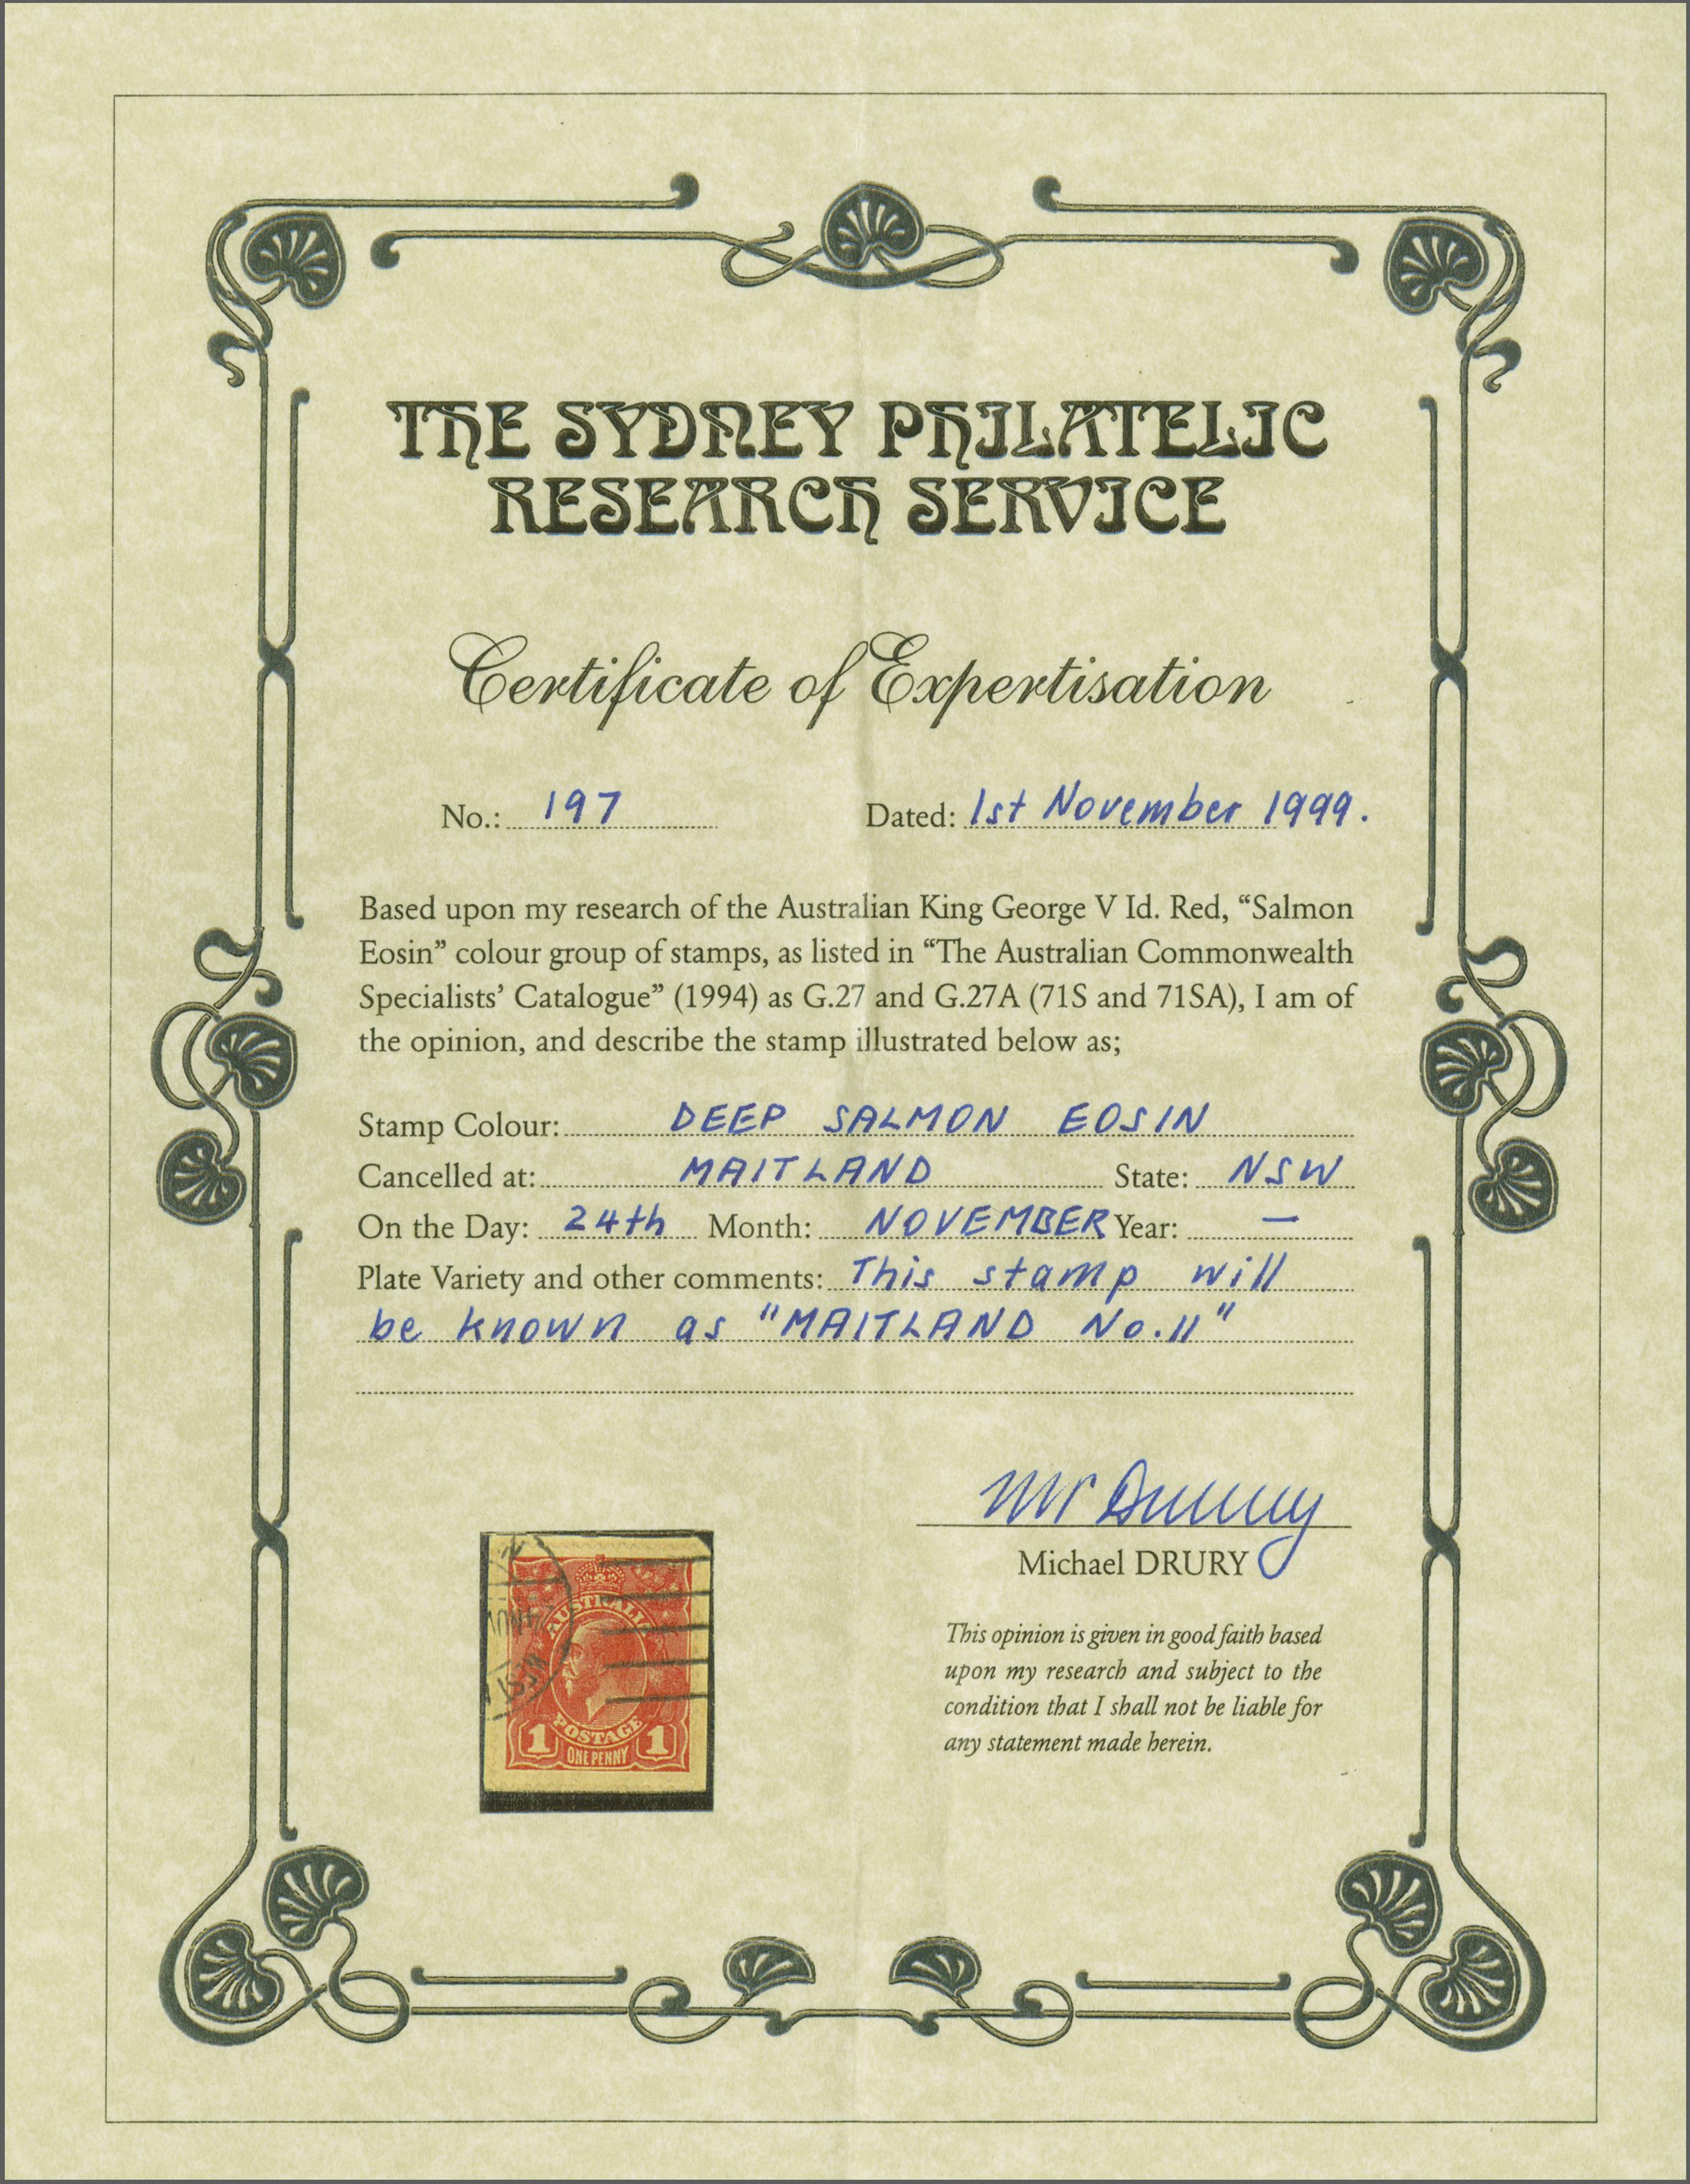 THE SYDNEY PHILATELIC
RESEARCH SERVICE
Certificate of Expertisation
No.: 197 Dated: 1st November 1999.
Based upon my research of the Australian King George V Id. Red, “Salmon
Eosin” colour group of stamps, as listed in “The Australian Commonwealth
Specialists’ Catalogue” (1994) as G.27 and G.27A (71S and 71SA), I am of
the opinion, and describe the stamp illustrated below as;
Stamp Colour: DEEP SALMON EOSIN
Cancelled at: MAITLAND State: NSW
On the Day: 24th Month: NOVEMBER Year: —
Plate Variety and other comments: This stamp will
be known as "MAITLAND No.11"
Michael DRURY
This opinion is given in good faith based
upon my research and subject to the
condition that I shall not be liable for
any statement made herein.
AUSTRALIA
POSTAGE
1 ONE PENNY 1